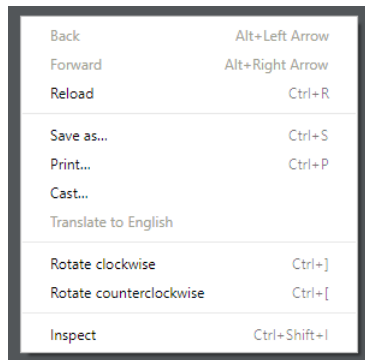 Back Alt+Left Arrow
Forward Alt+Right Arrow
Reload Ctrl+R
Save as... Ctrl+S
Print... Ctrl+P
Cast...
Translate to English
Rotate clockwise Ctrl+]
Rotate counterclockwise Ctrl+[
Inspect Ctrl+Shift+I